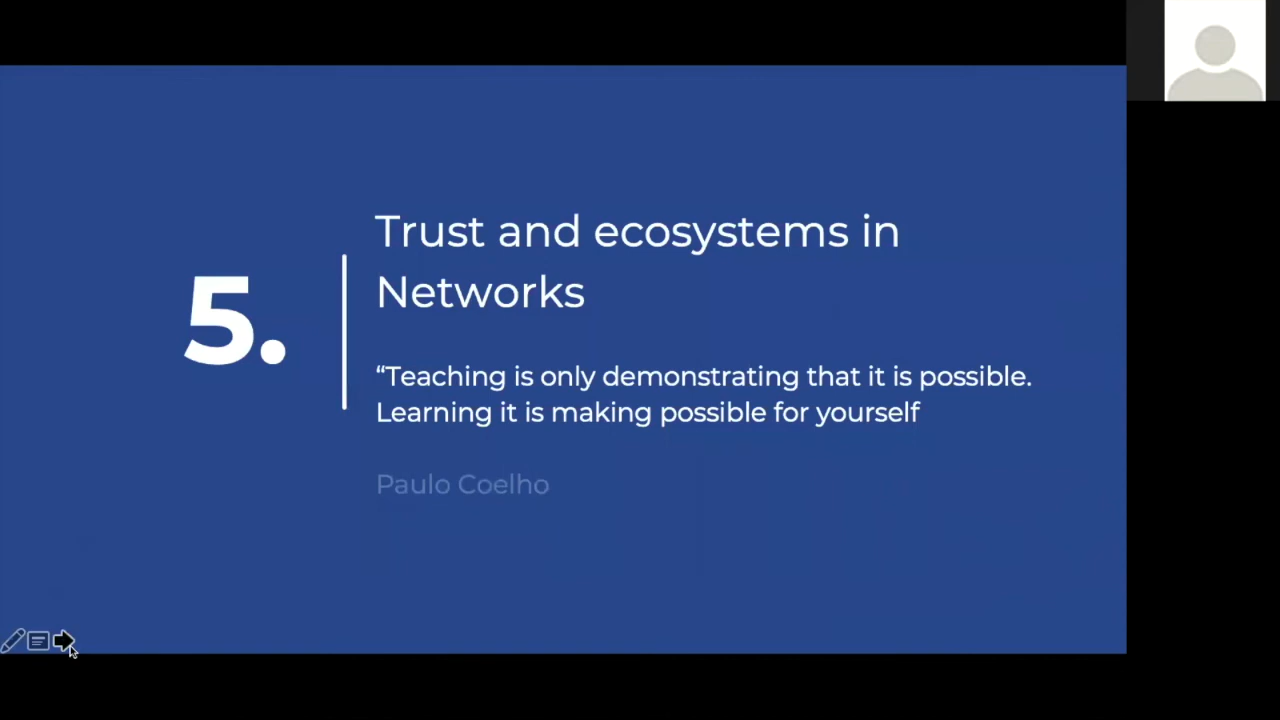 5.
Trust and ecosystems in
Networks
“Teaching is only demonstrating that it is possible.
Learning it is making possible for yourself
Paulo Coelho